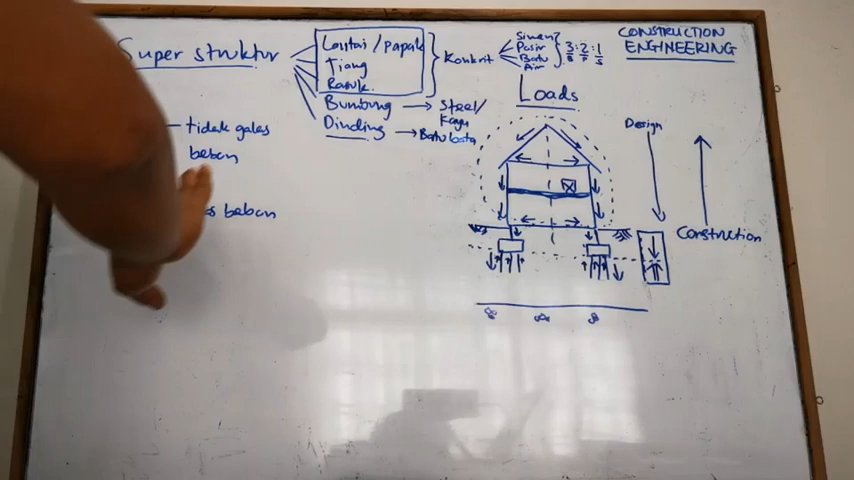 Super struktur
Lantai / papak
Tiang
Rasuk
Bumbung → Steel/
Kayu
Dinding → Batu bata
Konkrit
Simen
Pasir
Batu
Air
3:2:1
CONSTRUCTION
ENGINEERING
Loads
- tidak galas
beban
beban
Design
Construction